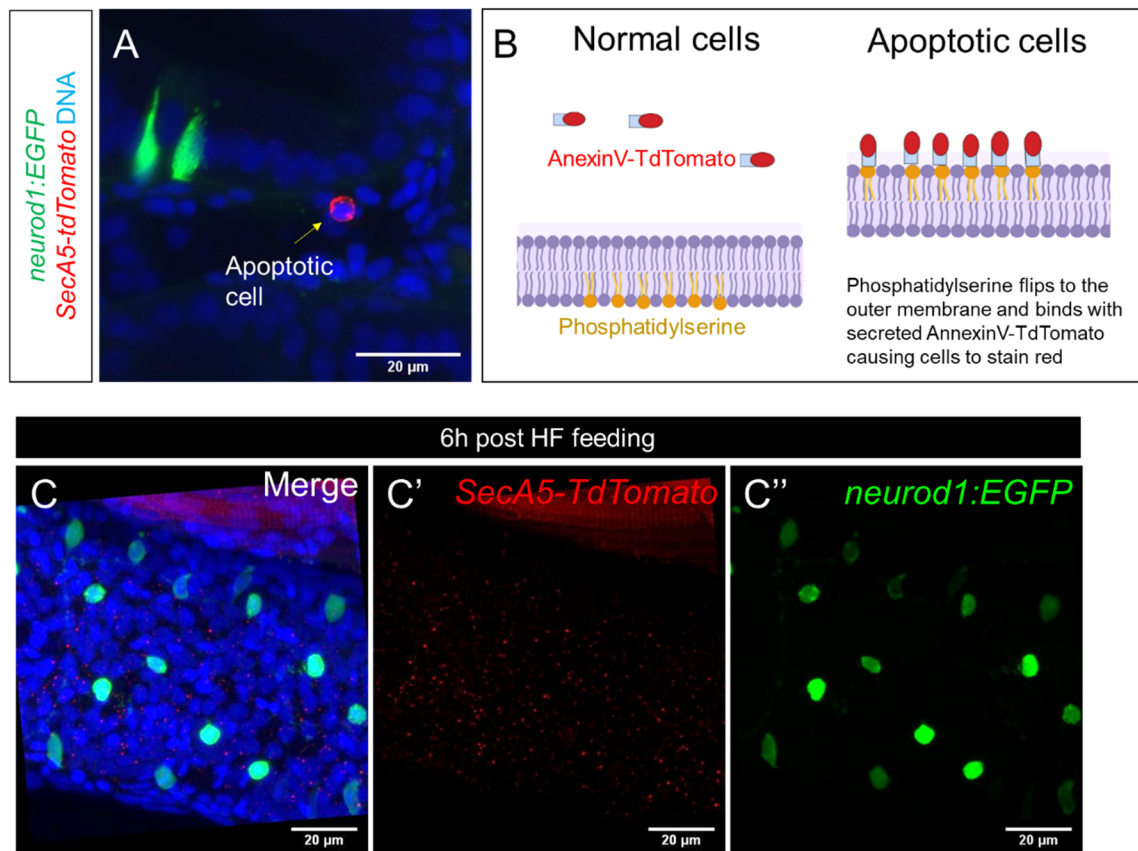 neurod1:EGFP
SecA5-tdTomato DNA
A
Apoptotic
cell
20 µm
B
Normal cells
Apoptotic cells
AnexinV-TdTomato
Phosphatidylserine
Phosphatidylserine flips to the
outer membrane and binds with
secreted AnnexinV-TdTomato
causing cells to stain red
6h post HF feeding
C
Merge
20 µm
C'
SecA5-TdTomato
20 µm
C''
neurod1:EGFP
20 µm